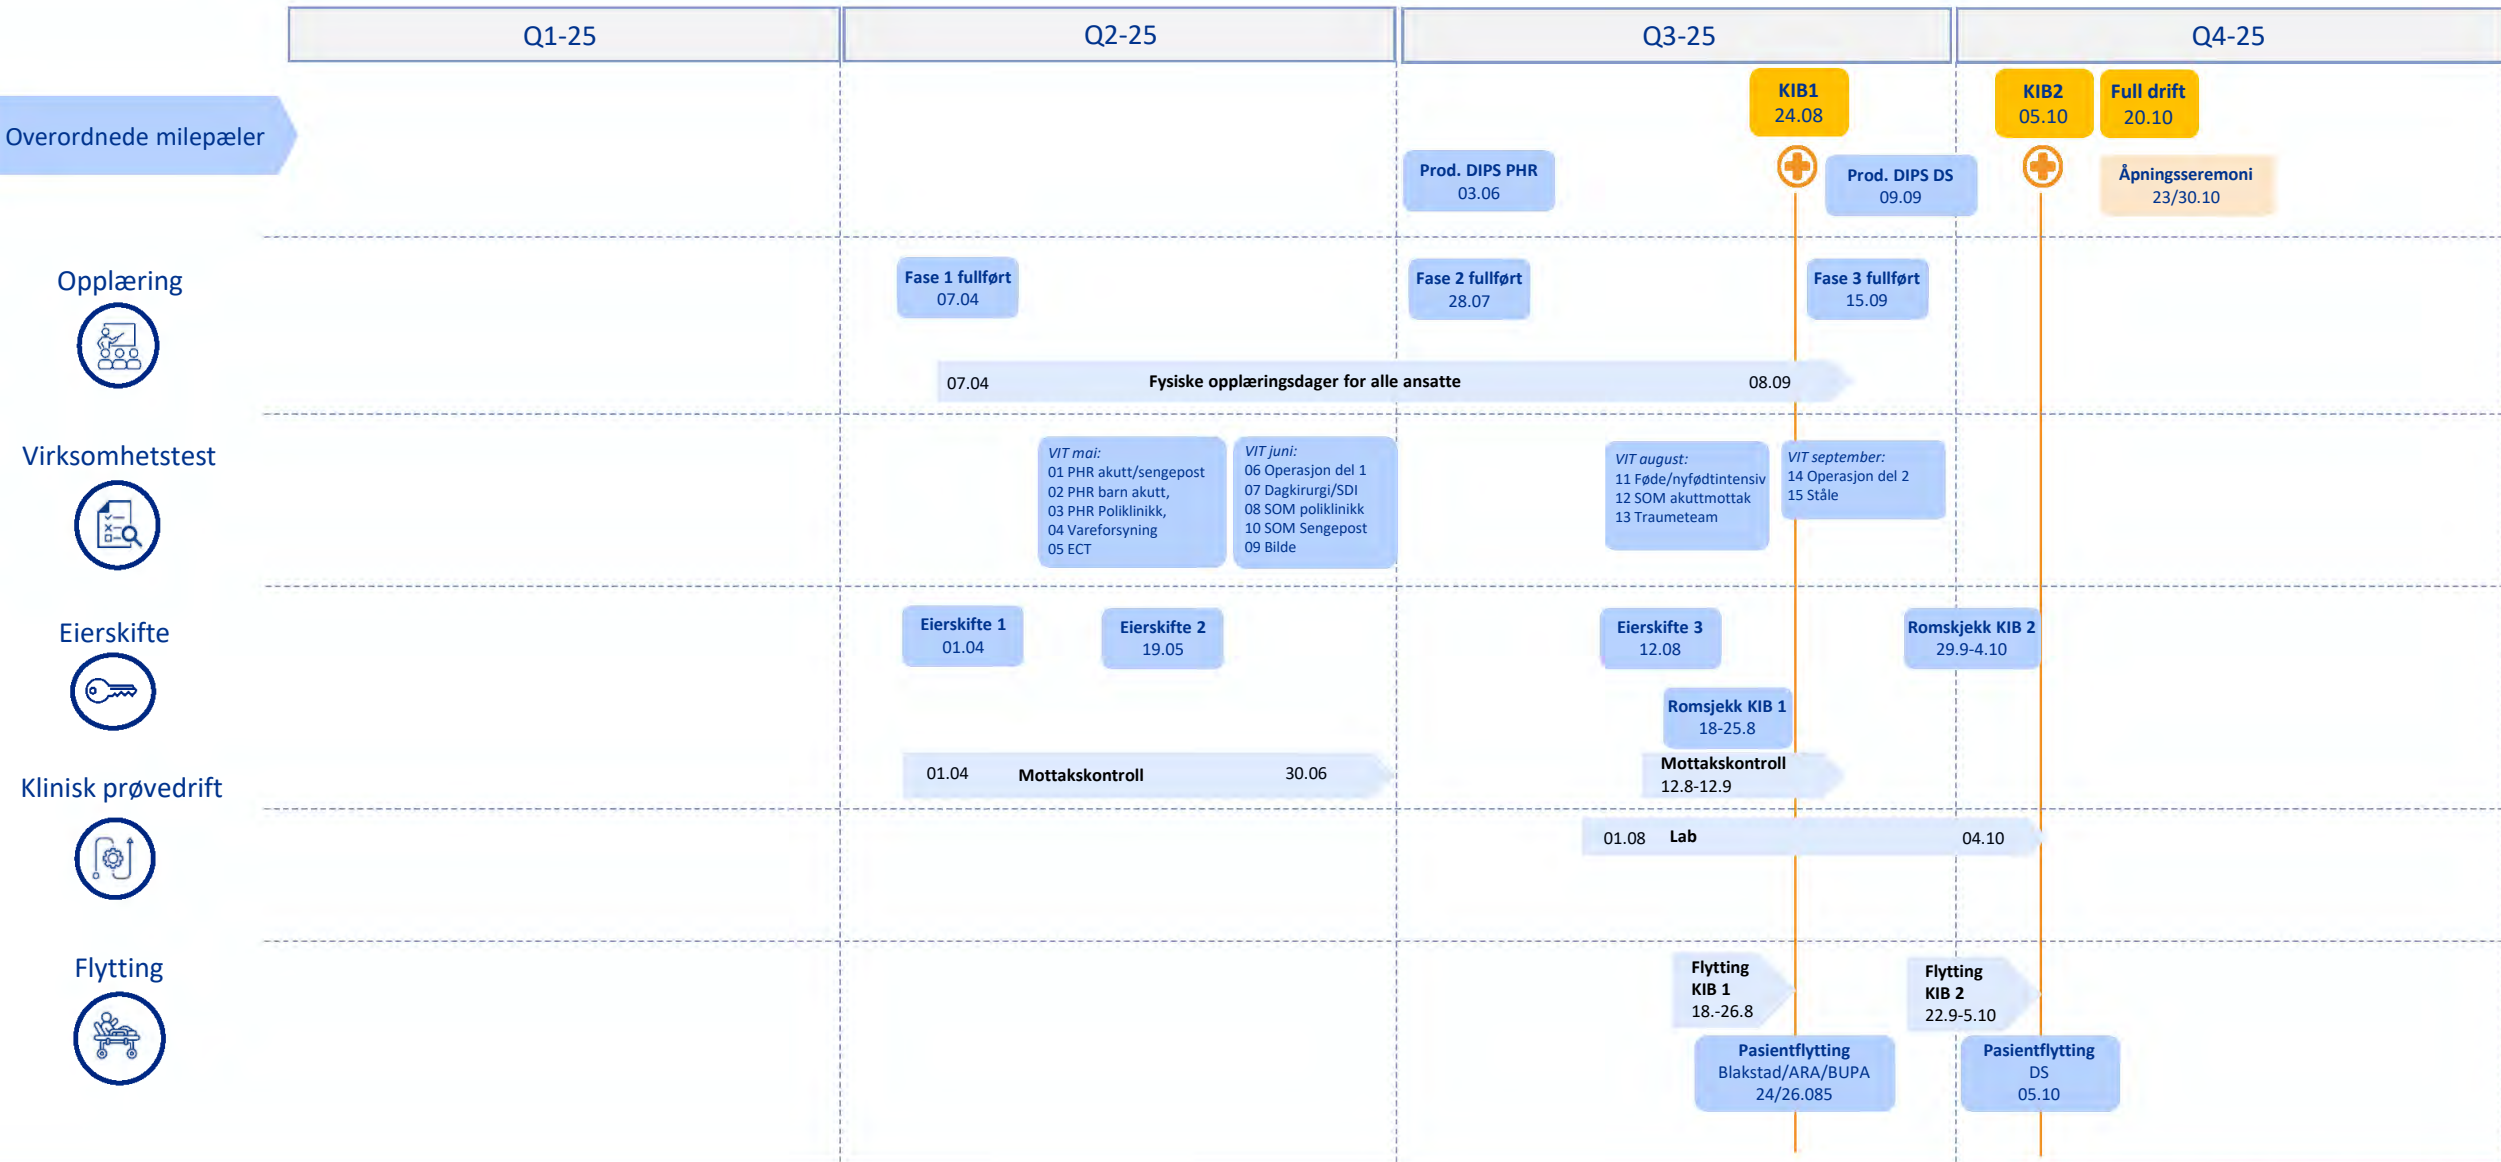 Q1-25
Q2-25
Q3-25
Q4-25
Overordnede milepæler
KIB1
24.08
KIB2
05.10
Full drift
20.10
Prod. DIPS PHR
03.06
Prod. DIPS DS
09.09
Åpningsseremoni
23/30.10
Opplæring
Fase 1 fullført
07.04
Fase 2 fullført
28.07
Fase 3 fullført
15.09
07.04 Fysiske opplæringsdager for alle ansatte 08.09
Virksomhetstest
VIT mai:
01 PHR akutt/sengepost
02 PHR barn akutt,
03 PHR Poliklinikk,
04 Vareforsyning
05 ECT
VIT juni:
06 Operasjon del 1
07 Dagkirurgi/SDI
08 SOM poliklinikk
10 SOM Sengepost
09 Bilde
VIT august:
11 Føde/nyfødtintensiv
12 SOM akuttmottak
13 Traumeteam
VIT september:
14 Operasjon del 2
15 Ståle
Eierskifte
Eierskifte 1
01.04
Eierskifte 2
19.05
Eierskifte 3
12.08
Romskjekk KIB 2
29.9-4.10
Romsjekk KIB 1
18-25.8
Klinisk prøvedrift
01.04 Mottakskontroll 30.06
Mottakskontroll
12.8-12.9
01.08 Lab 04.10
Flytting
Flytting
KIB 1
18.-26.8
Flytting
KIB 2
22.9-5.10
Pasientflytting
Blakstad/ARA/BUPA
24/26.085
Pasientflytting
DS
05.10